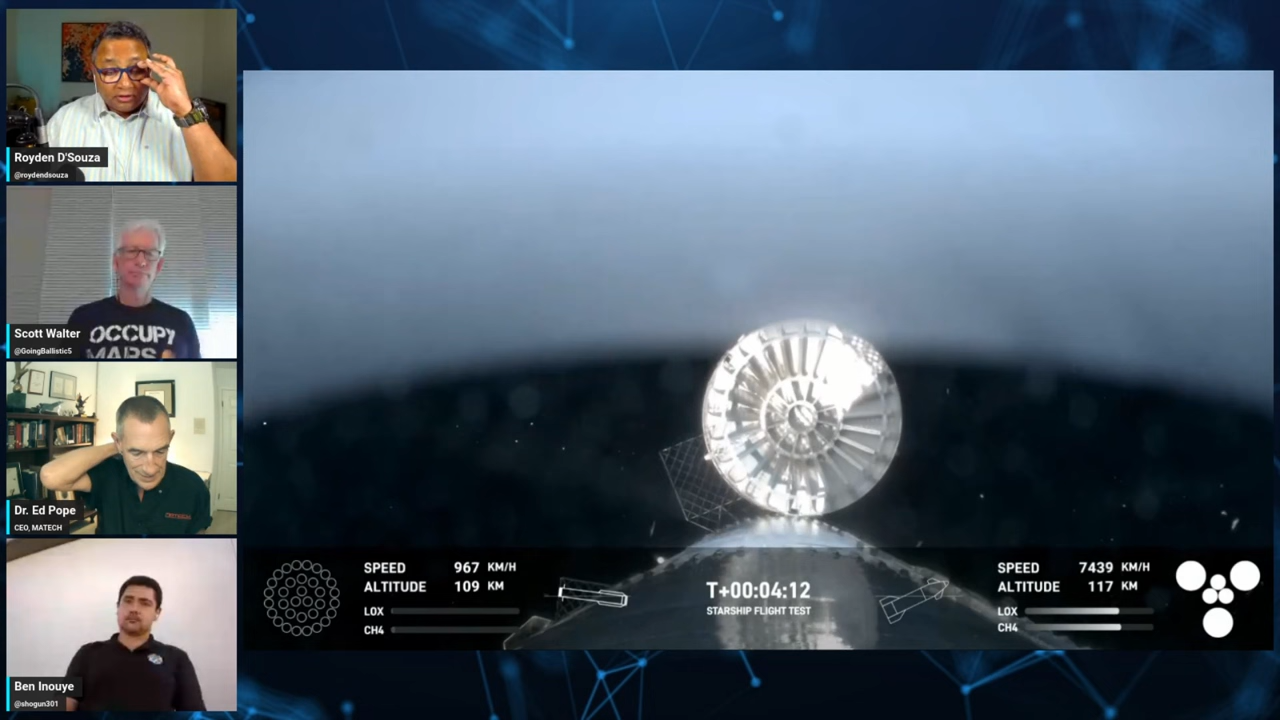 Royden D'Souza
@roydendsouza
Scott Walter
@GoingBallistic5
OCCUPY
MARS
Dr. Ed Pope
CEO, MATECH
Ben Inouye
@shogun301
SPEED 967 KM/H
ALTITUDE 109 KM
LOX
CH4
T+00:04:12
STARSHIP FLIGHT TEST
SPEED 7439 KM/H
ALTITUDE 117 KM
LOX
CH4